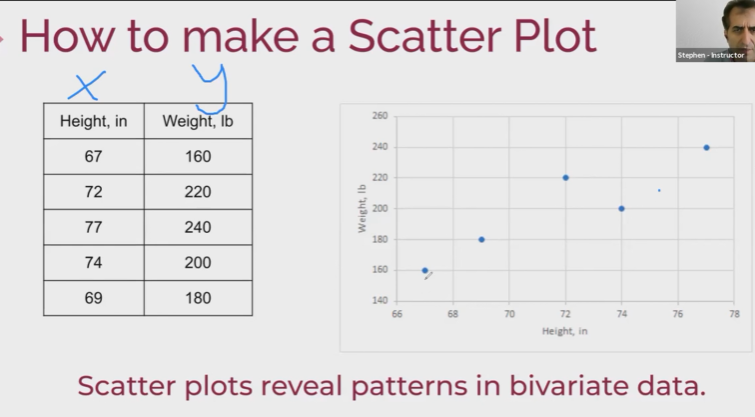 How to make a Scatter Plot
Stephen - Instructor
x y
Height, in Weight, lb
67 160
72 220
77 240
74 200
69 180
260
240
220
200
180
160
140
Weight, lb
66 68 70 72 74 76 78
Height, in
Scatter plots reveal patterns in bivariate data.